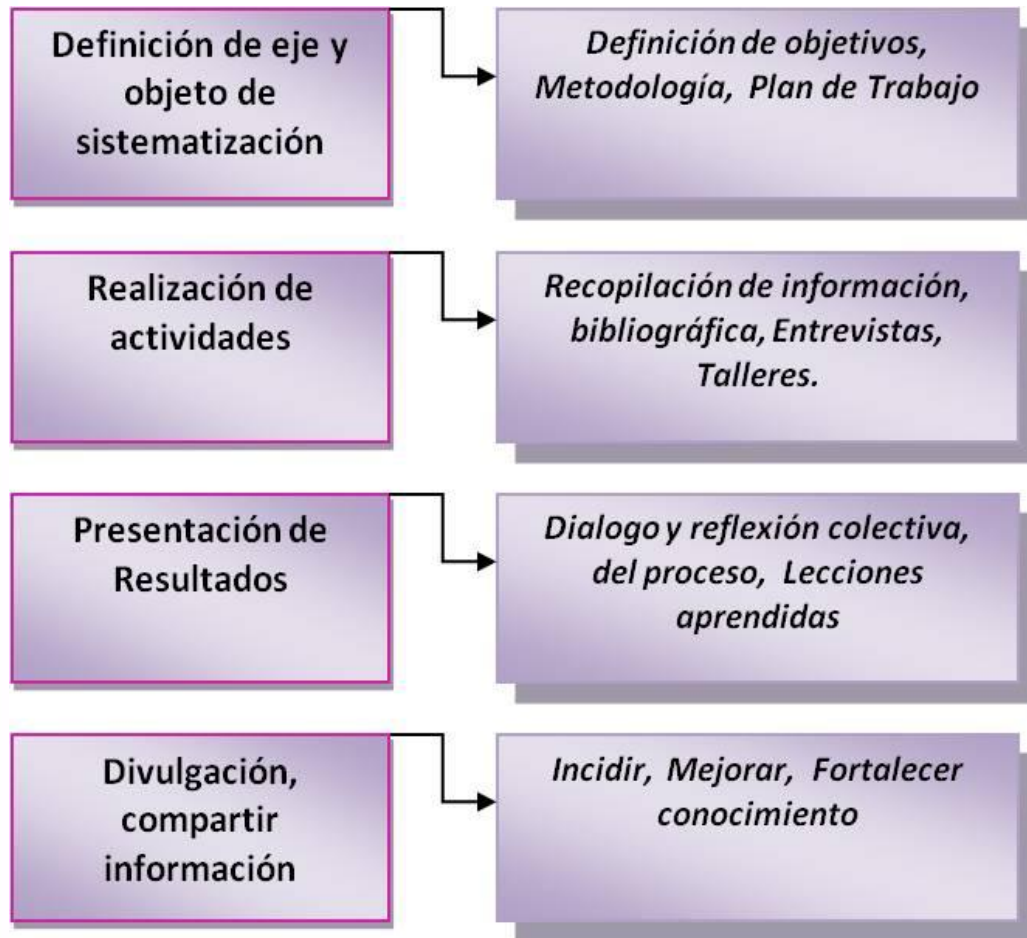 Definición de eje y
objeto de
sistematización
Definición de objetivos,
Metodología, Plan de Trabajo
Realización de
actividades
Recopilación de información,
bibliográfica, Entrevistas,
Talleres.
Presentación de
Resultados
Dialogo y reflexión colectiva,
del proceso, Lecciones
aprendidas
Divulgación,
compartir
información
Incidir, Mejorar, Fortalecer
conocimiento